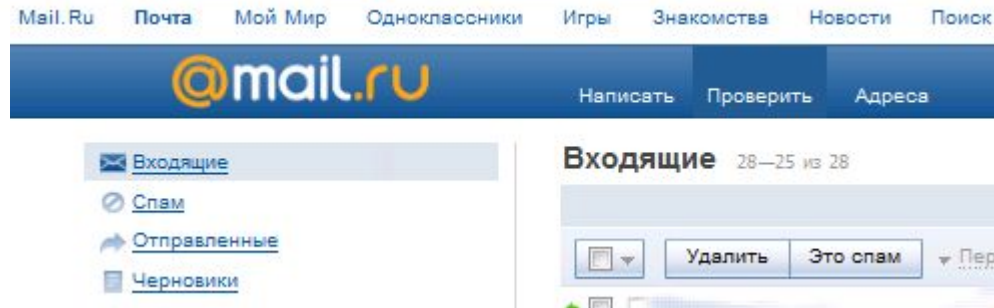 Mail.Ru Почта Мой Мир Одноклассники Игры Знакомства Новости Поиск
@mail.ru Написать Проверить Адреса
Входящие
Спам
Отправленные
Черновики
Входящие 28—25 из 28
Удалить Это спам